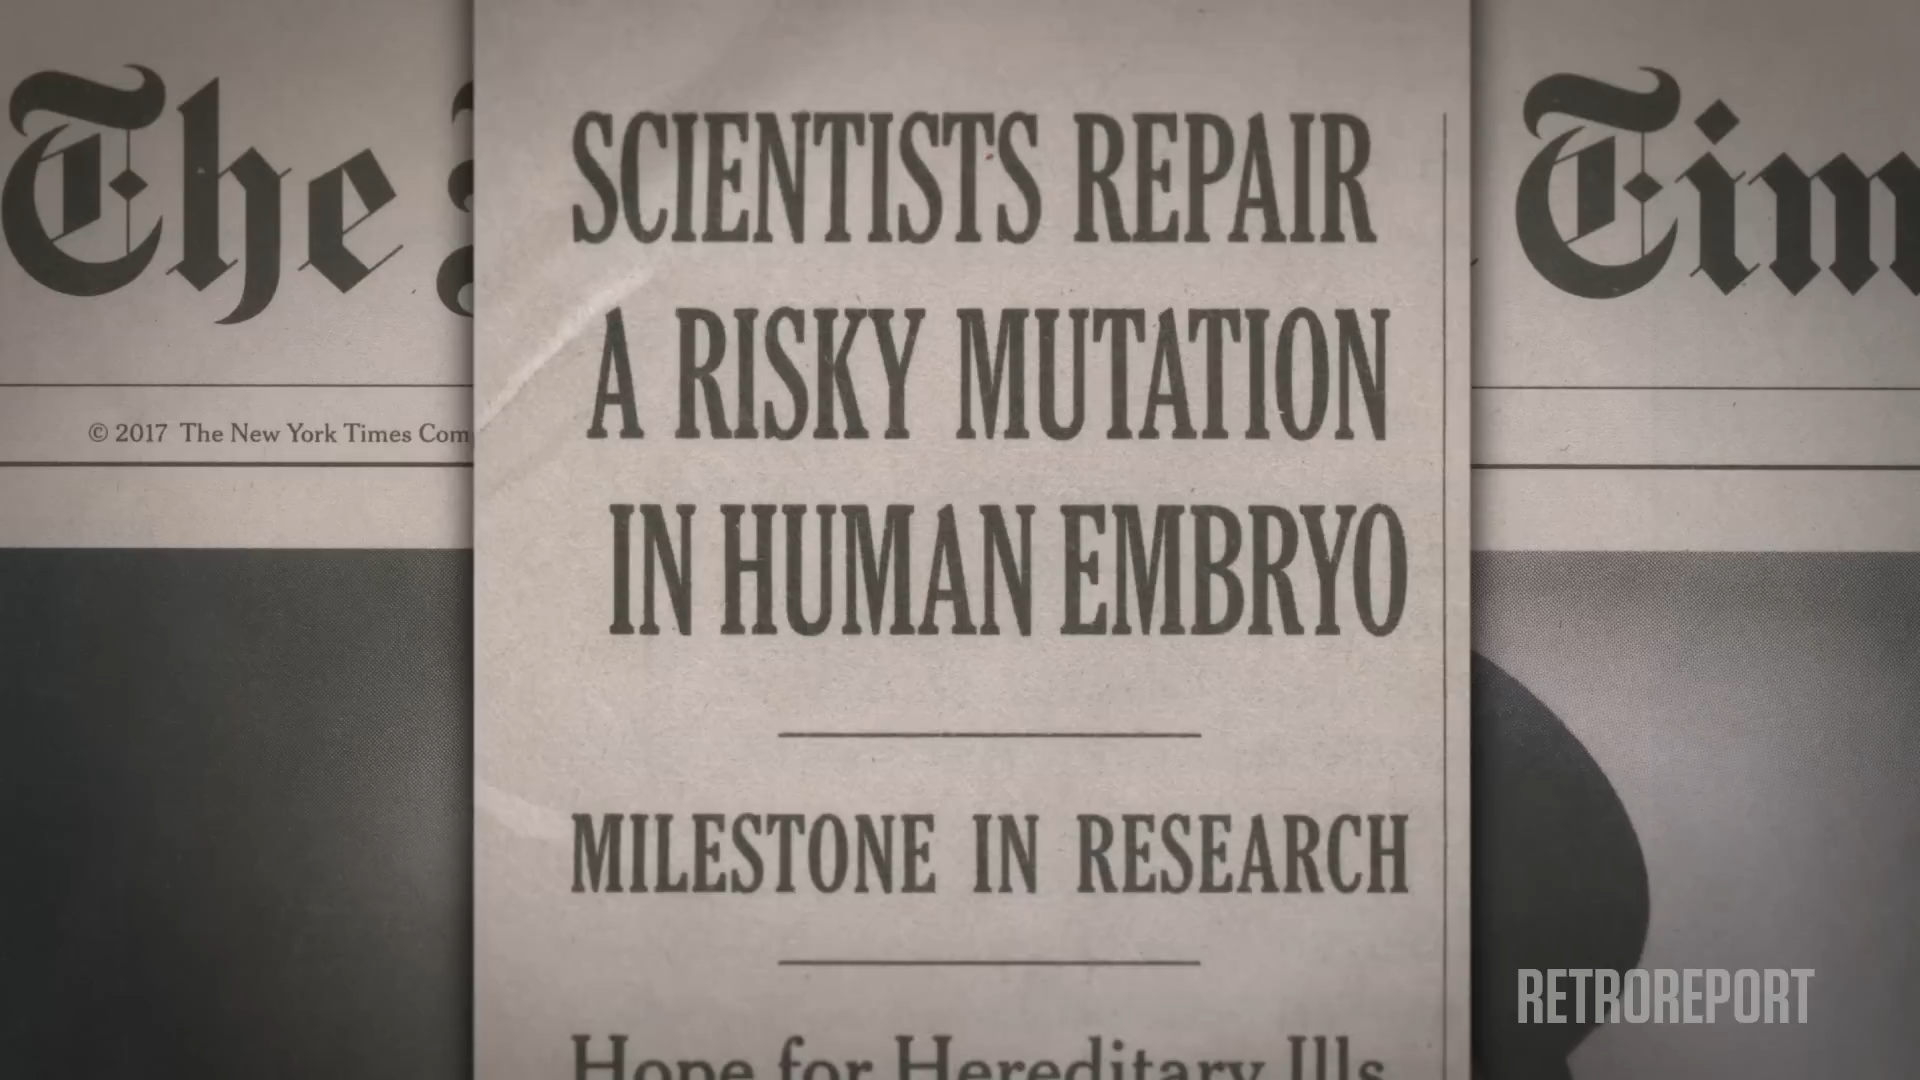 The
Tim
© 2017 The New York Times Com
SCIENTISTS REPAIR
A RISKY MUTATION
IN HUMAN EMBRYO
MILESTONE IN RESEARCH
Hope for Hereditary Ills
RETROREPORT